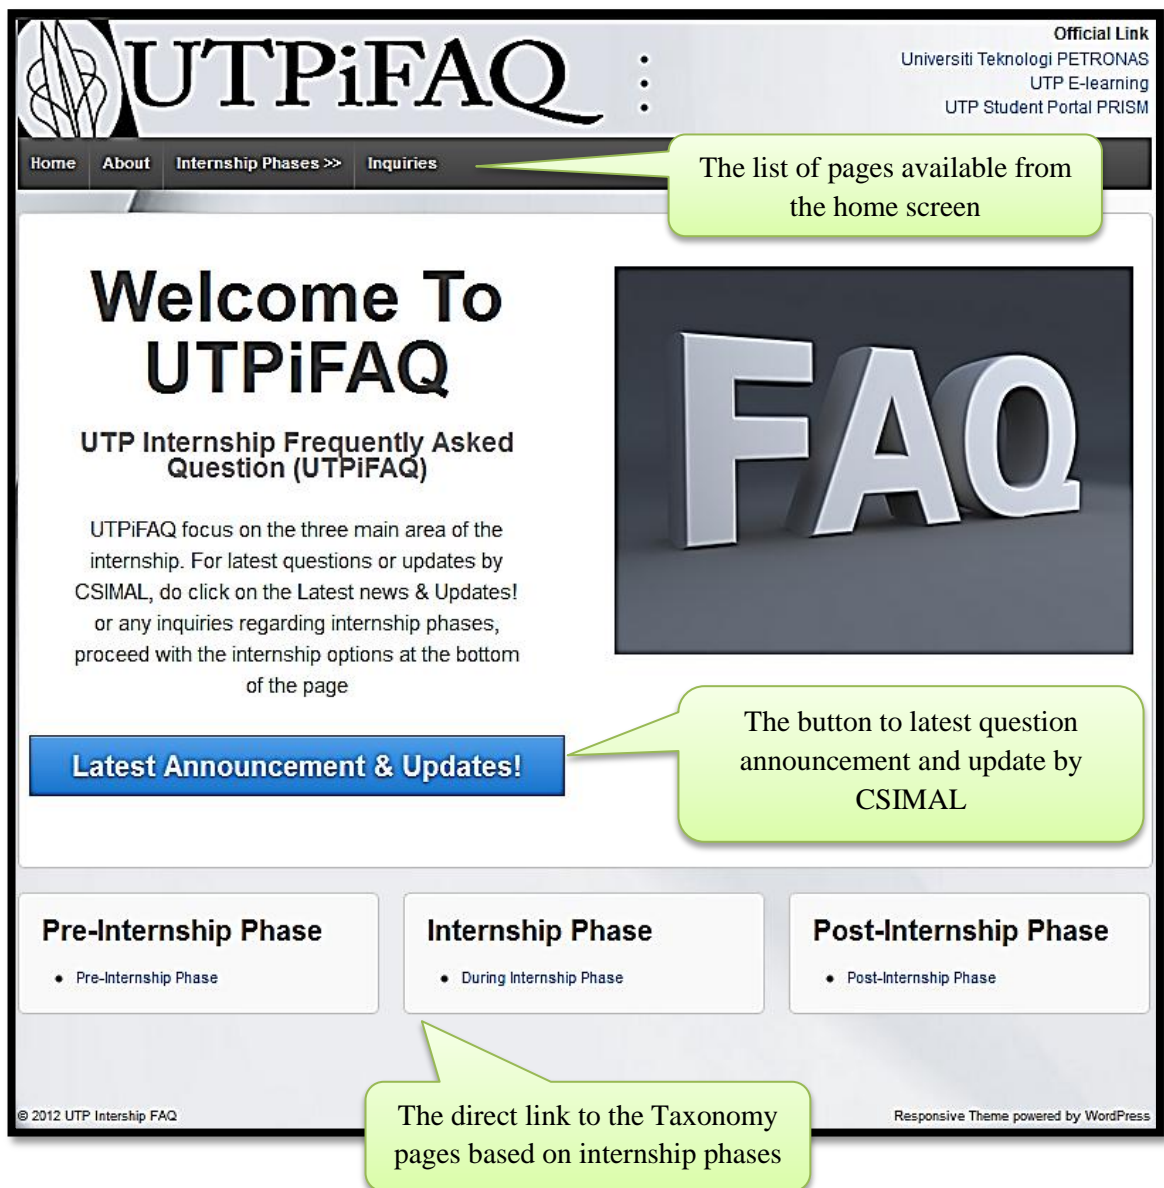 UTPiFAQ
Official Link
Universiti Teknologi PETRONAS
UTP E-learning
UTP Student Portal PRISM
Home About Internship Phases >> Inquiries
The list of pages available from
the home screen
Welcome To
UTPiFAQ
UTP Internship Frequently Asked
Question (UTPiFAQ)
UTPiFAQ focus on the three main area of the
internship. For latest questions or updates by
CSIMAL, do click on the Latest news & Updates!
or any inquiries regarding internship phases,
proceed with the internship options at the bottom
of the page
FAQ
Latest Announcement & Updates!
The button to latest question
announcement and update by
CSIMAL
Pre-Internship Phase
• Pre-Internship Phase
Internship Phase
• During Internship Phase
Post-Internship Phase
• Post-Internship Phase
The direct link to the Taxonomy
pages based on internship phases
© 2012 UTP Intership FAQ
Responsive Theme powered by WordPress